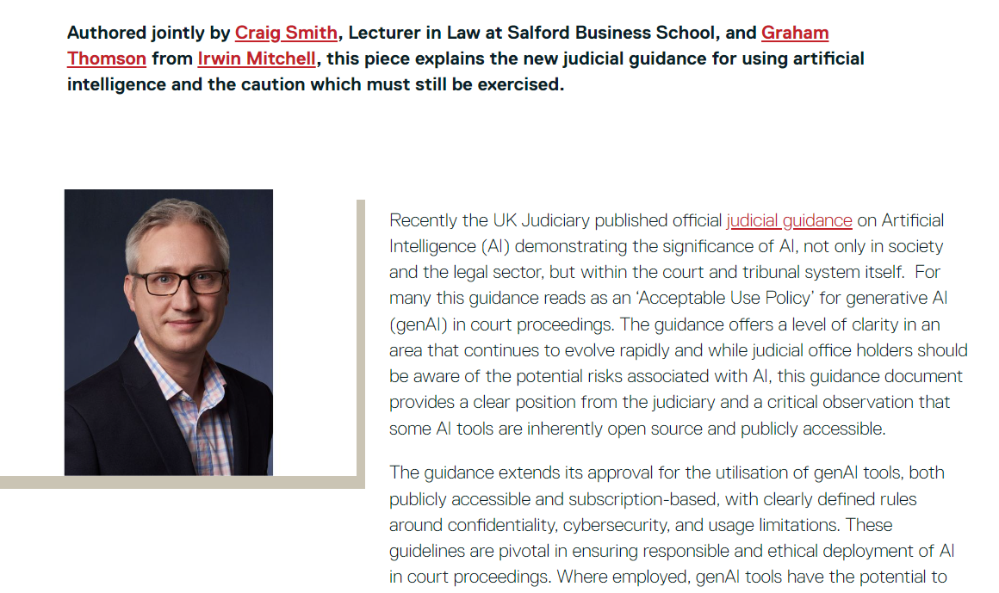 Authored jointly by Craig Smith, Lecturer in Law at Salford Business School, and Graham
Thomson from Irwin Mitchell, this piece explains the new judicial guidance for using artificial
intelligence and the caution which must still be exercised.
Recently the UK Judiciary published official judicial guidance on Artificial
Intelligence (AI) demonstrating the significance of AI, not only in society
and the legal sector, but within the court and tribunal system itself.  For
many this guidance reads as an ‘Acceptable Use Policy’ for generative AI
(genAI) in court proceedings. The guidance offers a level of clarity in an
area that continues to evolve rapidly and while judicial office holders should
be aware of the potential risks associated with AI, this guidance document
provides a clear position from the judiciary and a critical observation that
some AI tools are inherently open source and publicly accessible.
The guidance extends its approval for the utilisation of genAI tools, both
publicly accessible and subscription-based, with clearly defined rules
around confidentiality, cybersecurity, and usage limitations. These
guidelines are pivotal in ensuring responsible and ethical deployment of AI
in court proceedings. Where employed, genAI tools have the potential to